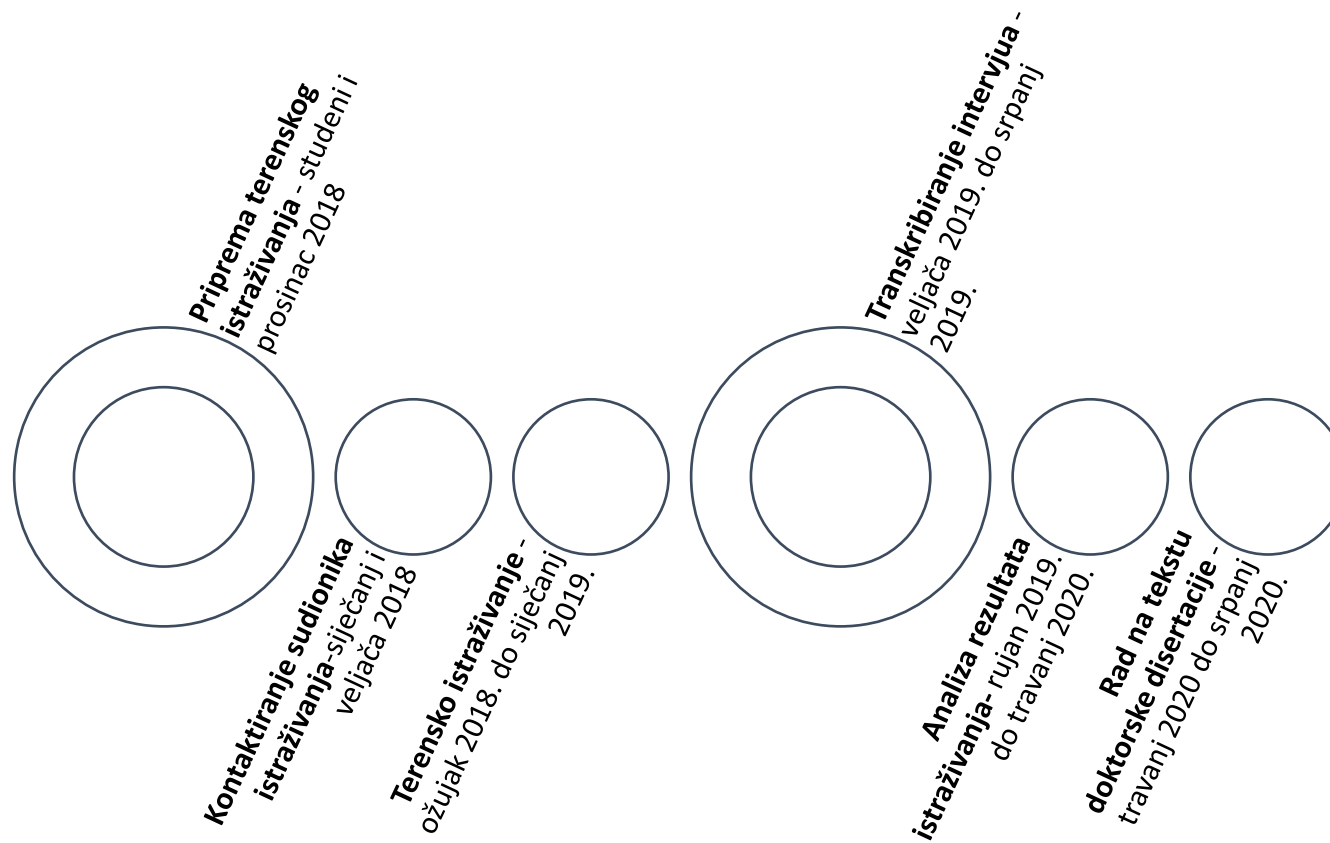 Priprema terenskog
istraživanja - studeni i
prosinac 2018
Kontaktiranje sudionika
istraživanja-siječanj i
veljača 2018
Terensko istraživanje -
ožujak 2018. do siječanj
2019.
Transkribiranje intervjua -
veljača 2019. do srpanj
2019.
Analiza rezultata
istraživanja- rujan 2019.
do travanj 2020.
Rad na tekstu
doktorske disertacije -
travanj 2020 do srpanj
2020.